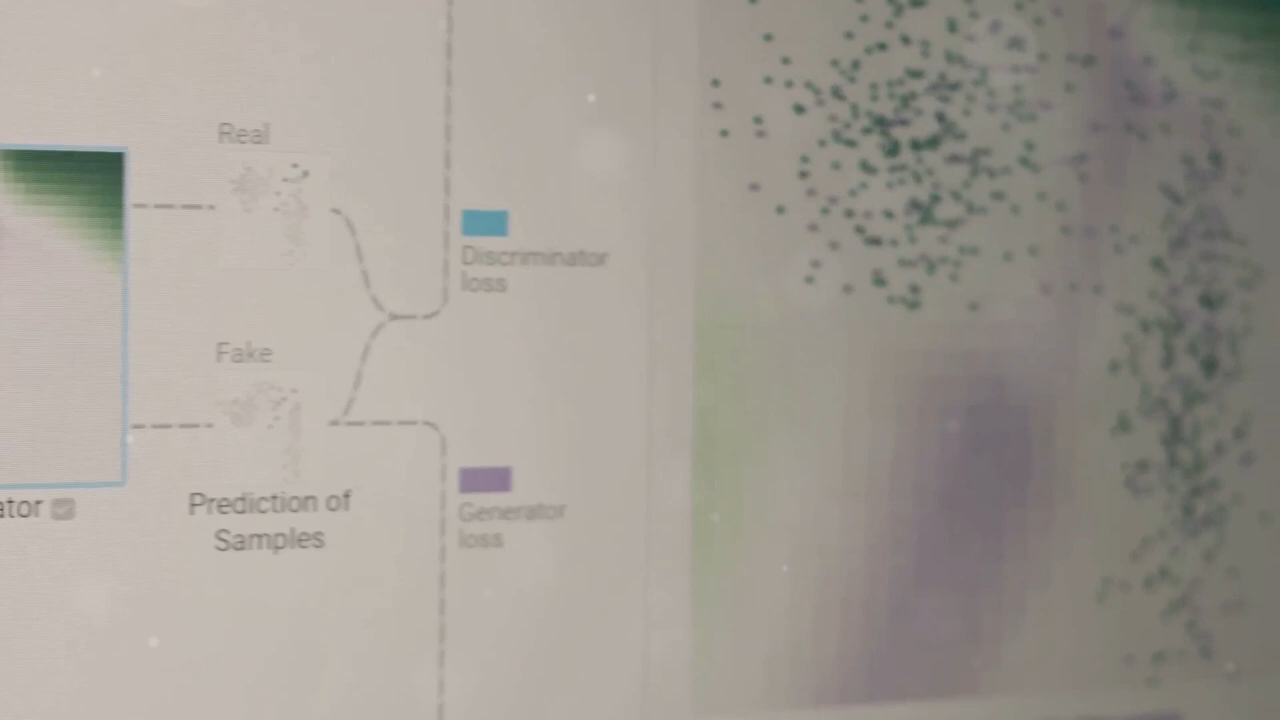 Real
Discriminator
loss
Fake
ator
Prediction of
Samples
Generator
loss